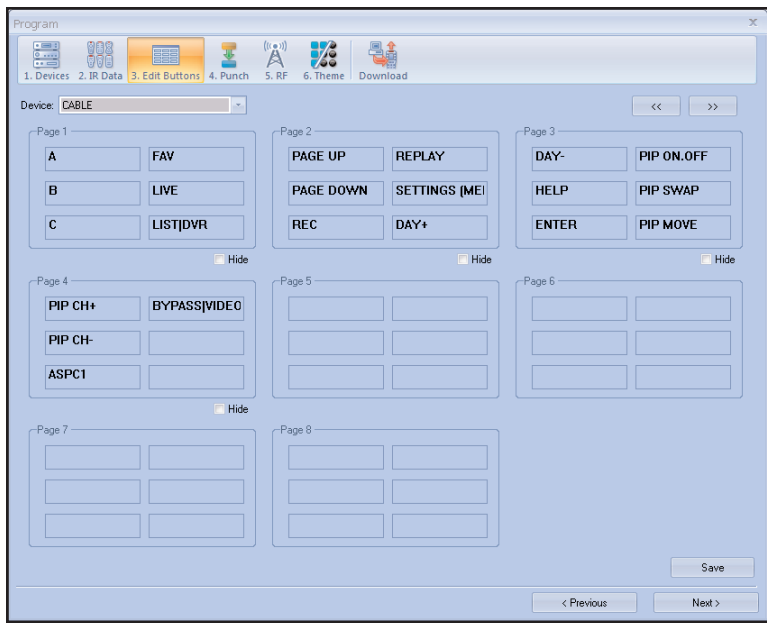 Program x
1. Devices 2. IR Data 3. Edit Buttons 4. Punch 5. RF 6. Theme Download
Device: CABLE << >>
Page 1 Page 2 Page 3
A FAV PAGE UP REPLAY DAY- PIP ON.OFF
B LIVE PAGE DOWN SETTINGS (MEI HELP PIP SWAP
C LIST|DVR REC DAY+ ENTER PIP MOVE
Hide Hide Hide
Page 4 Page 5 Page 6
PIP CH+ BYPASS|VIDEO
PIP CH-
ASPC1
Hide
Page 7 Page 8
Save
< Previous Next >